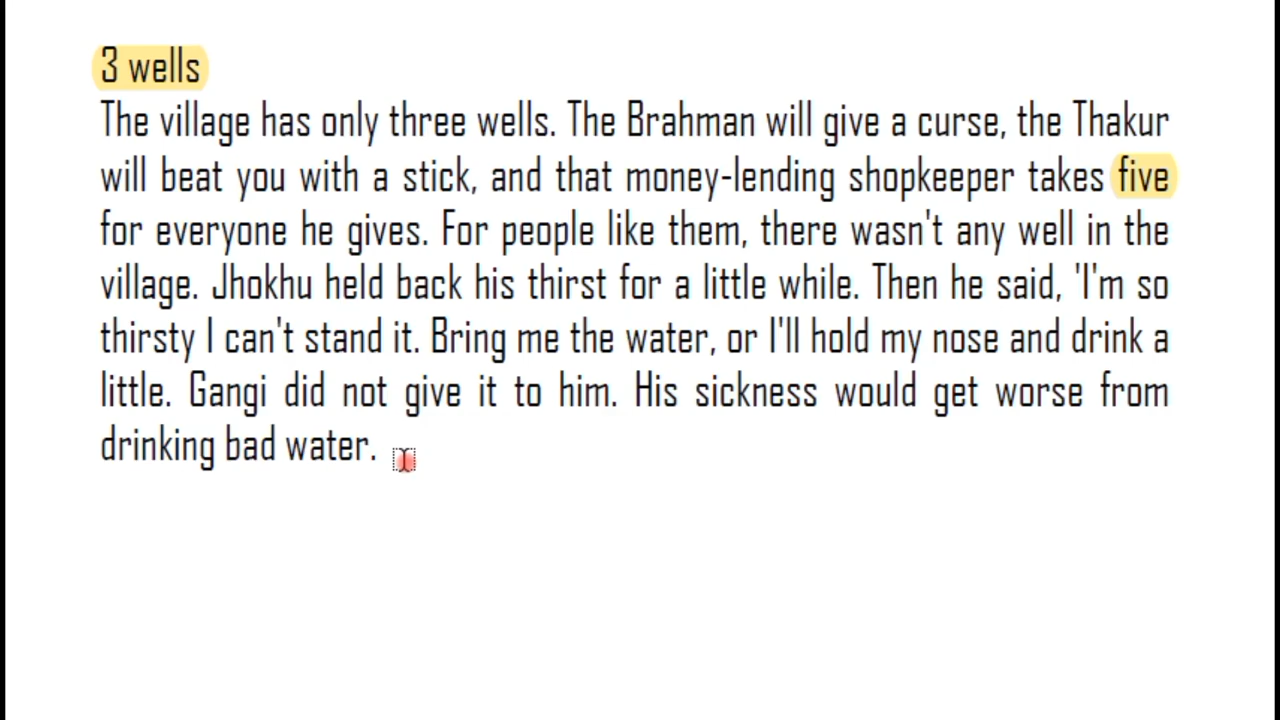 3 wells
The village has only three wells. The Brahman will give a curse, the Thakur
will beat you with a stick, and that money-lending shopkeeper takes five
for everyone he gives. For people like them, there wasn't any well in the
village. Jhokhu held back his thirst for a little while. Then he said, 'I'm so
thirsty I can't stand it. Bring me the water, or I'll hold my nose and drink a
little. Gangi did not give it to him. His sickness would get worse from
drinking bad water.